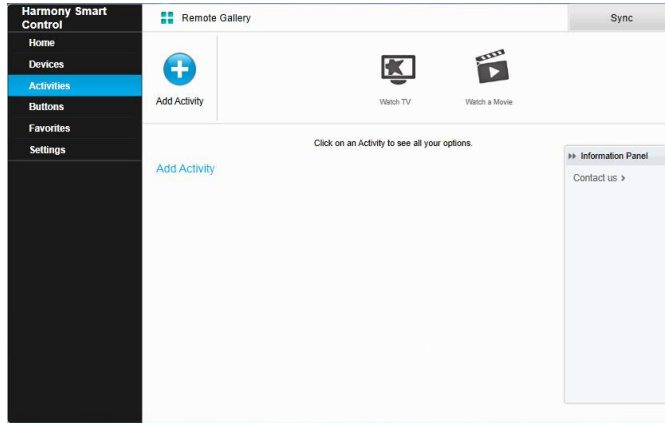 Harmony Smart
Control
Remote Gallery
Sync
Home
Devices
Activities
Buttons
Favorites
Settings
Add Activity
Watch TV
Watch a Movie
Click on an Activity to see all your options.
Add Activity
Information Panel
Contact us